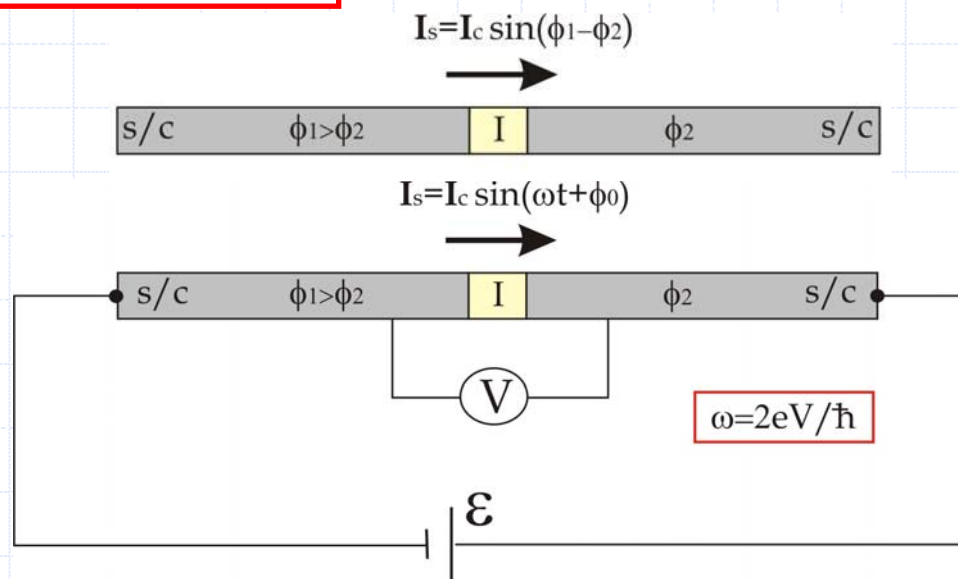 Is=Ic sin(ϕ1–ϕ2)
s/c ϕ1>ϕ2 I ϕ2 s/c
Is=Ic sin(ωt+ϕ0)
s/c ϕ1>ϕ2 I ϕ2 s/c
V
ω=2eV/ħ
ε